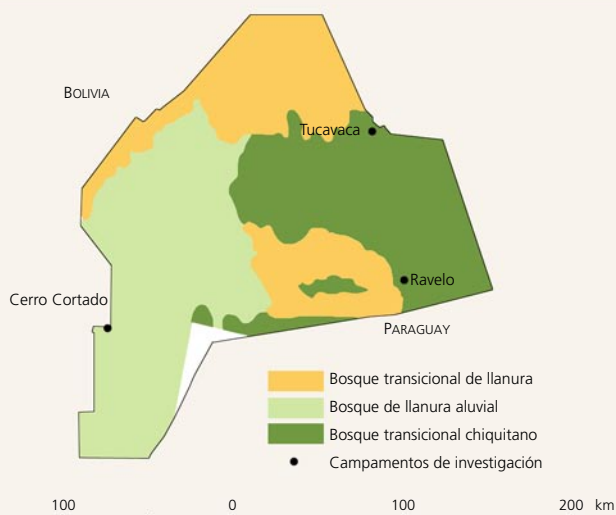 BOLIVIA
Tucavaca
Ravelo
Cerro Cortado
PARAGUAY
Bosque transicional de llanura
Bosque de llanura aluvial
Bosque transicional chiquitano
Campamentos de investigación
100 0 100 200 km